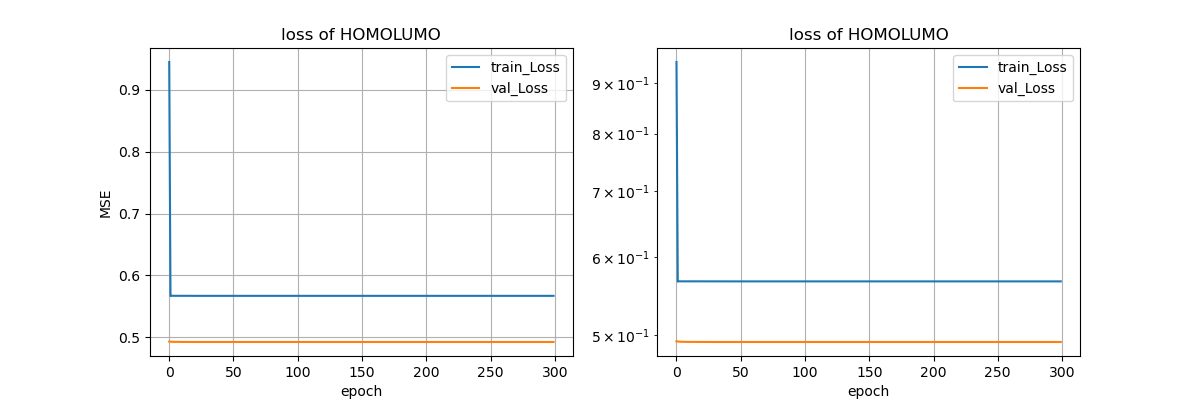 loss of HOMOLUMO
MSE
0.9
0.8
0.7
0.6
0.5
0 50 100 150 200 250 300
epoch
train_Loss
val_Loss
loss of HOMOLUMO
9 × 10⁻¹
8 × 10⁻¹
7 × 10⁻¹
6 × 10⁻¹
5 × 10⁻¹
0 50 100 150 200 250 300
epoch
train_Loss
val_Loss